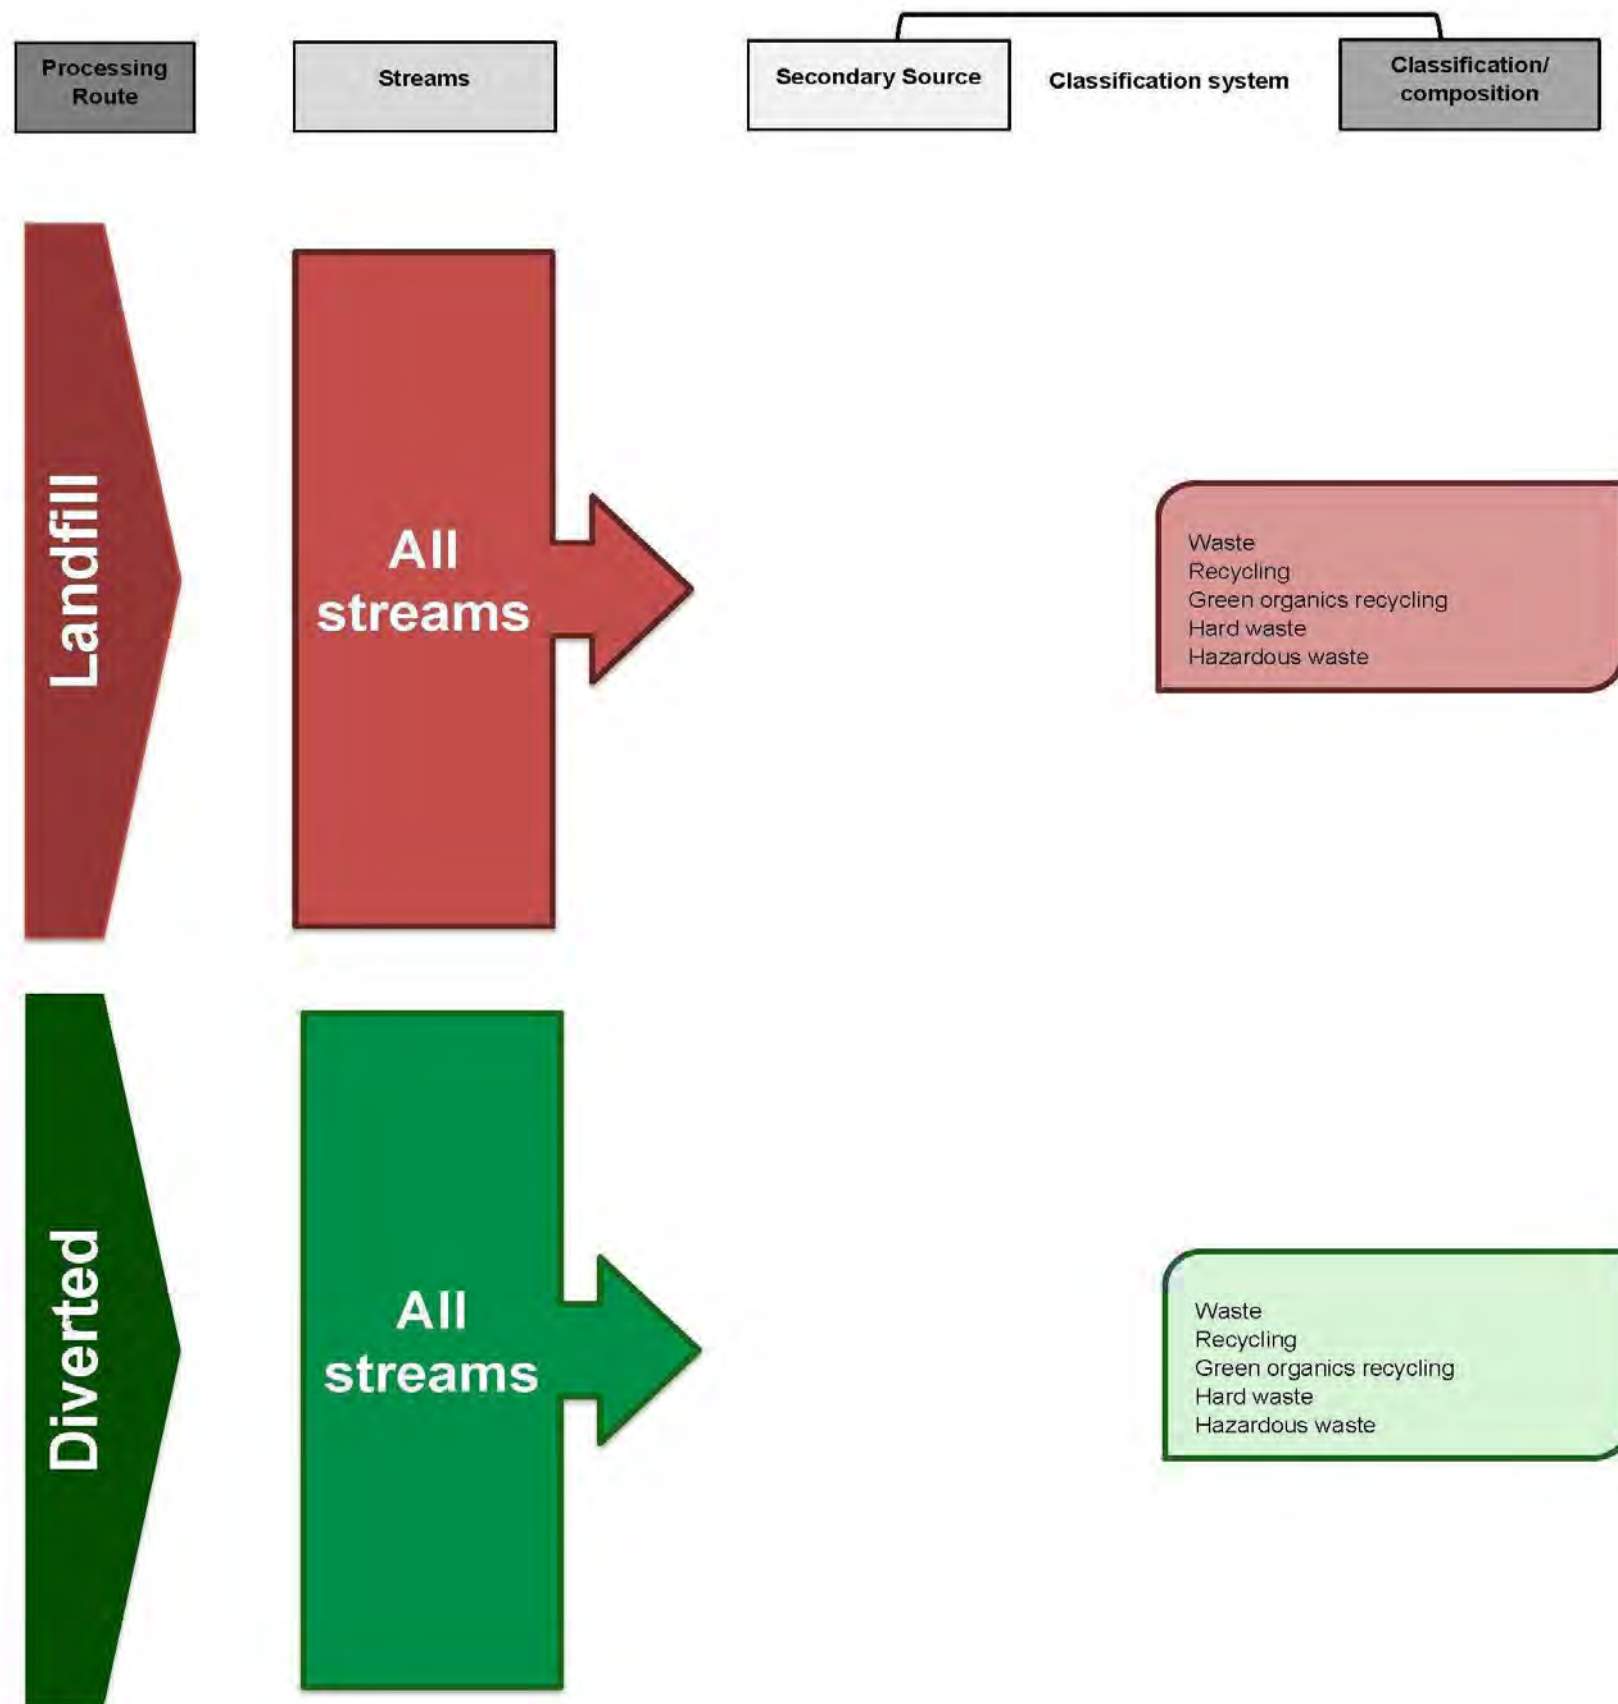 Processing
Route
Streams
Secondary Source
Classification system
Classification/
composition
Landfill
All
streams
Waste
Recycling
Green organics recycling
Hard waste
Hazardous waste
Diverted
All
streams
Waste
Recycling
Green organics recycling
Hard waste
Hazardous waste